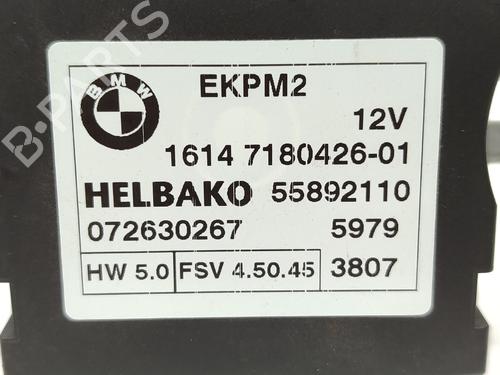 BMW
EKPM2
12V
1614 7180426-01
HELBAKO 55892110
072630267 5979
HW 5.0 FSV 4.50.45 3807
B-PARTS